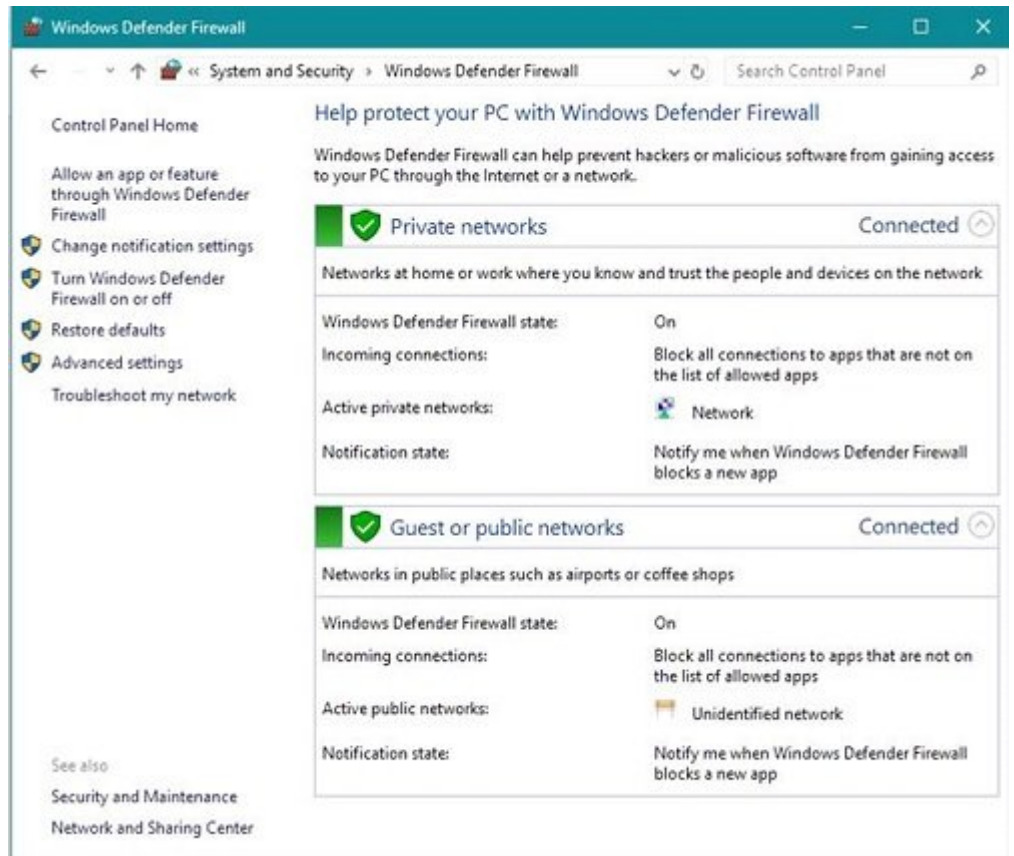 Windows Defender Firewall
« System and Security › Windows Defender Firewall
Search Control Panel
Control Panel Home
Allow an app or feature
through Windows Defender
Firewall
Change notification settings
Turn Windows Defender
Firewall on or off
Restore defaults
Advanced settings
Troubleshoot my network
See also
Security and Maintenance
Network and Sharing Center
Help protect your PC with Windows Defender Firewall
Windows Defender Firewall can help prevent hackers or malicious software from gaining access
to your PC through the Internet or a network.
Private networks Connected
Networks at home or work where you know and trust the people and devices on the network
Windows Defender Firewall state: On
Incoming connections: Block all connections to apps that are not on
the list of allowed apps
Active private networks: Network
Notification state: Notify me when Windows Defender Firewall
blocks a new app
Guest or public networks Connected
Networks in public places such as airports or coffee shops
Windows Defender Firewall state: On
Incoming connections: Block all connections to apps that are not on
the list of allowed apps
Active public networks: Unidentified network
Notification state: Notify me when Windows Defender Firewall
blocks a new app